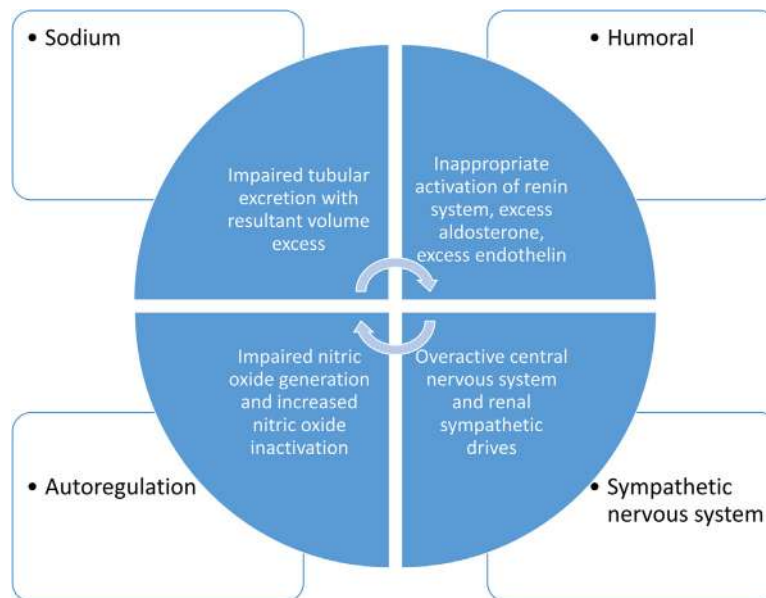 • Sodium
• Humoral
Impaired tubular
excretion with
resultant volume
excess
Inappropriate
activation of renin
system, excess
aldosterone,
excess endothelin
Impaired nitric
oxide generation
and increased
nitric oxide
inactivation
Overactive central
nervous system
and renal
sympathetic
drives
• Autoregulation
• Sympathetic
nervous system